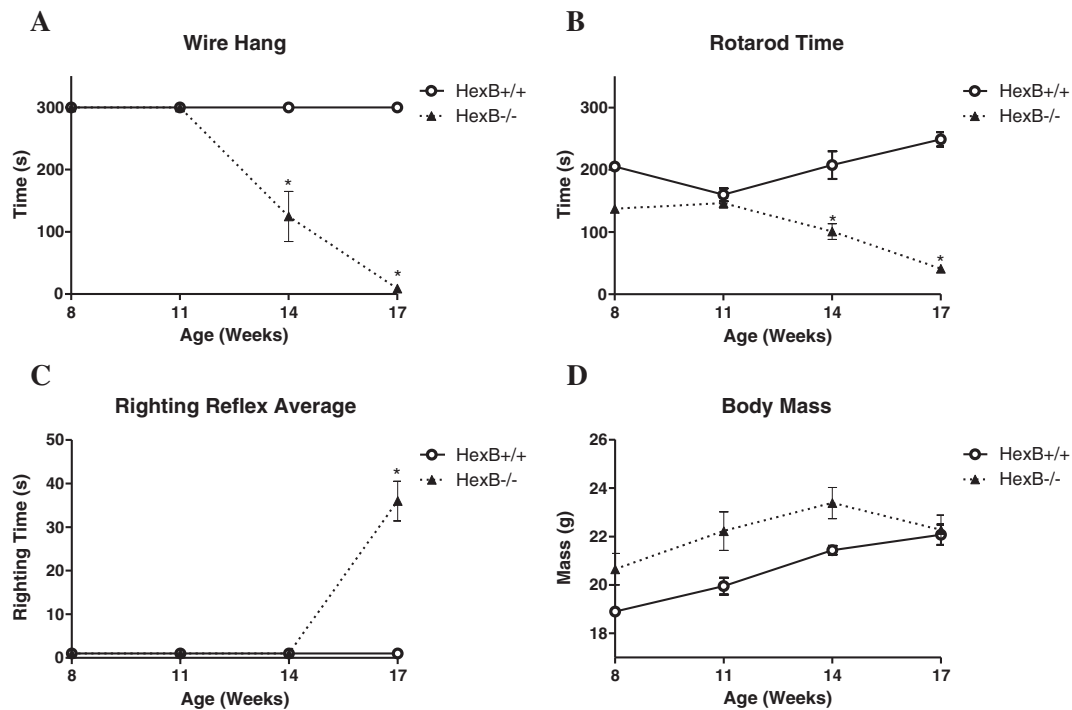 A
Wire Hang
HexB+/+
HexB-/-
300
200
100
0
Time (s)
*
*
8 11 14 17
Age (Weeks)
B
Rotarod Time
HexB+/+
HexB-/-
300
200
100
0
Time (s)
*
*
8 11 14 17
Age (Weeks)
C
Righting Reflex Average
HexB+/+
HexB-/-
50
40
30
20
10
0
Righting Time (s)
*
8 11 14 17
Age (Weeks)
D
Body Mass
HexB+/+
HexB-/-
26
24
22
20
18
Mass (g)
8 11 14 17
Age (Weeks)